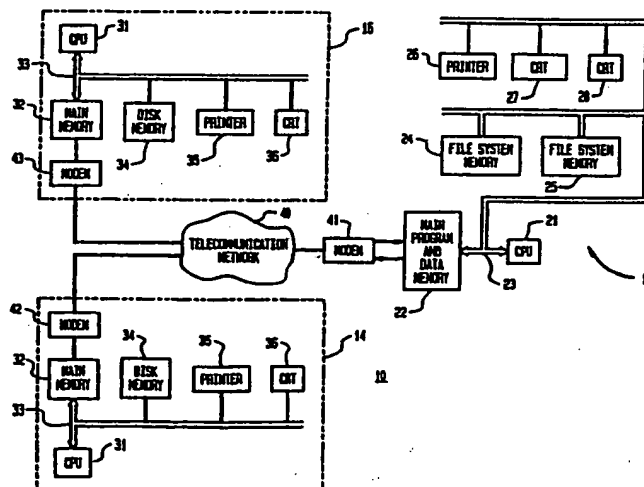 31
CPU
33
15
32
MAIN
MEMORY
DISK
MEMORY
34
PRINTER
35
CRT
36
43
MODEM
26
PRINTER
CRT
27
CRT
28
24
FILE SYSTEM
MEMORY
FILE SYSTEM
MEMORY
25
40
TELECOMMUNICATION
NETWORK
41
MODEM
MAIN
PROGRAM
AND
DATA
MEMORY
22
23
21
CPU
42
MODEM
32
MAIN
MEMORY
34
DISK
MEMORY
35
PRINTER
36
CRT
14
33
CPU
31
10